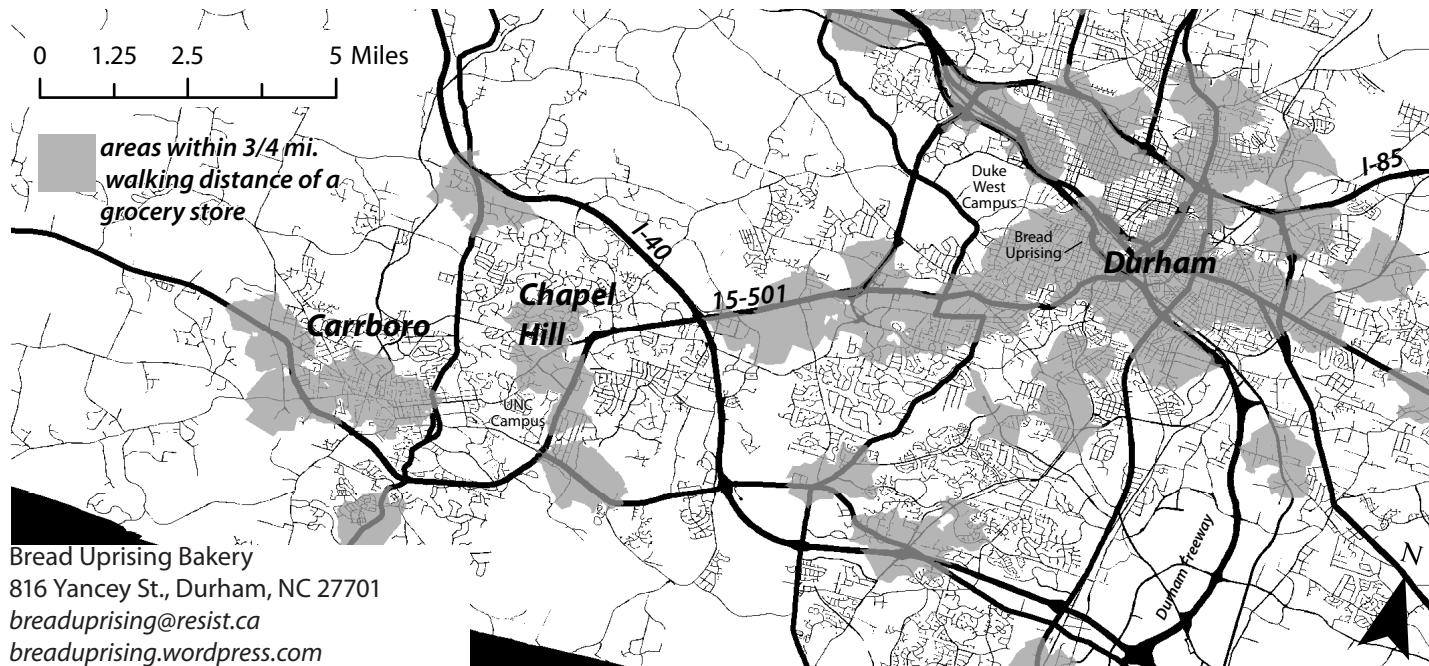 0 1.25 2.5 5 Miles
areas within 3/4 mi.
walking distance of a
grocery store
I-85
Duke
West
Campus
Bread
Uprising
Durham
I-40
15-501
Chapel
Hill
Carrboro
UNC
Campus
Durham Freeway
N
Bread Uprising Bakery
816 Yancey St., Durham, NC 27701
breaduprising@resist.ca
breaduprising.wordpress.com